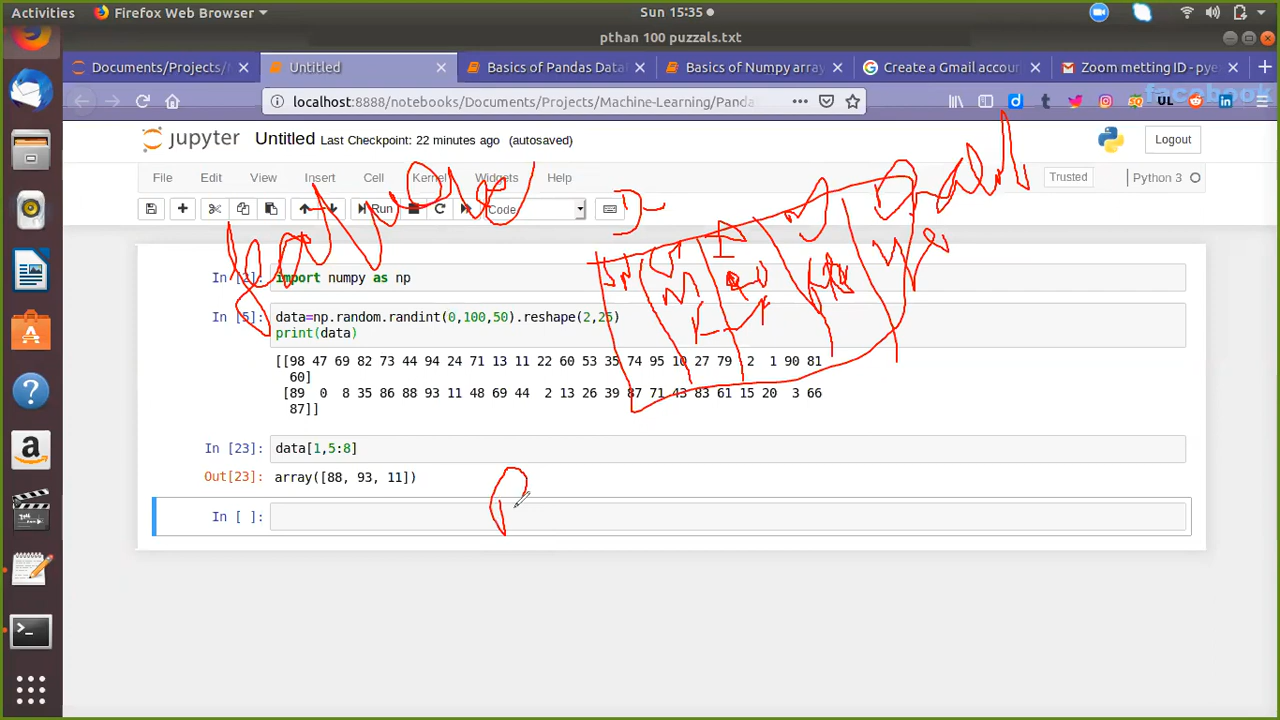 Activities Firefox Web Browser Sun 15:35
pthan 100 puzzals.txt
Documents/Projects/ Untitled Basics of Pandas Data Basics of Numpy array Create a Gmail accoun Zoom metting ID - pye
localhost:8888/notebooks/Documents/Projects/Machine-Learning/Panda
facebook
jupyter Untitled Last Checkpoint: 22 minutes ago (autosaved) Logout
File Edit View Insert Cell Kernel Widgets Help Trusted Python 3
Run Code
In [2]: import numpy as np
In [5]: data=np.random.randint(0,100,50).reshape(2,25)
print(data)
[[98 47 69 82 73 44 94 24 71 13 11 22 60 53 35 74 95 10 27 79 2 1 90 81
60]
[89 0 8 35 86 88 93 11 48 69 44 2 13 26 39 87 71 43 83 61 15 20 3 66
87]]
In [23]: data[1,5:8]
Out[23]: array([88, 93, 11])
In [ ]: